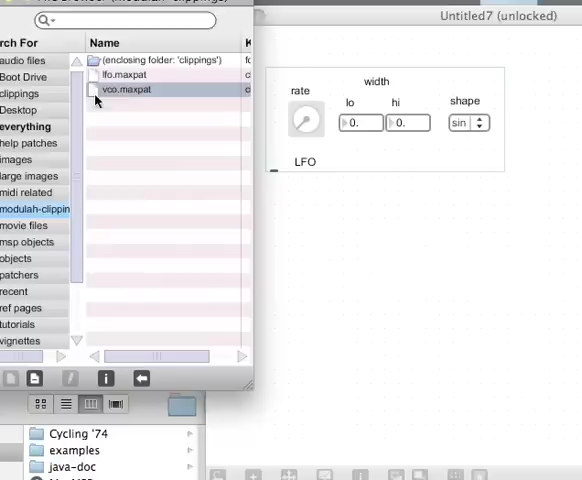 Untitled7 (unlocked)
rch For
Name
K
audio files
Boot Drive
clippings
Desktop
everything
help patches
images
large images
midi related
modulah-clippin
movie files
msp objects
objects
patchers
recent
ref pages
tutorials
vignettes
(enclosing folder: 'clippings')
fo
lfo.maxpat
c
vco.maxpat
c
width
rate
lo
hi
shape
0.
0.
sin
LFO
Cycling '74
examples
java-doc